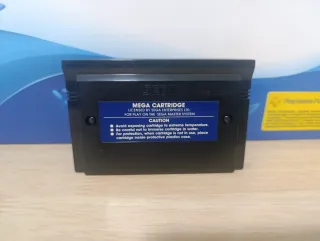 MEGA CARTRIDGE
LICENSED BY SEGA ENTERPRISES LTD.
FOR PLAY ON THE SEGA MASTER SYSTEM
CAUTION
● Avoid exposing cartridge to extreme temperature.
● Be careful not to immerse cartridge in water.
● For protection, when cartridge is not in use, place
cartridge inside protective plastics case.